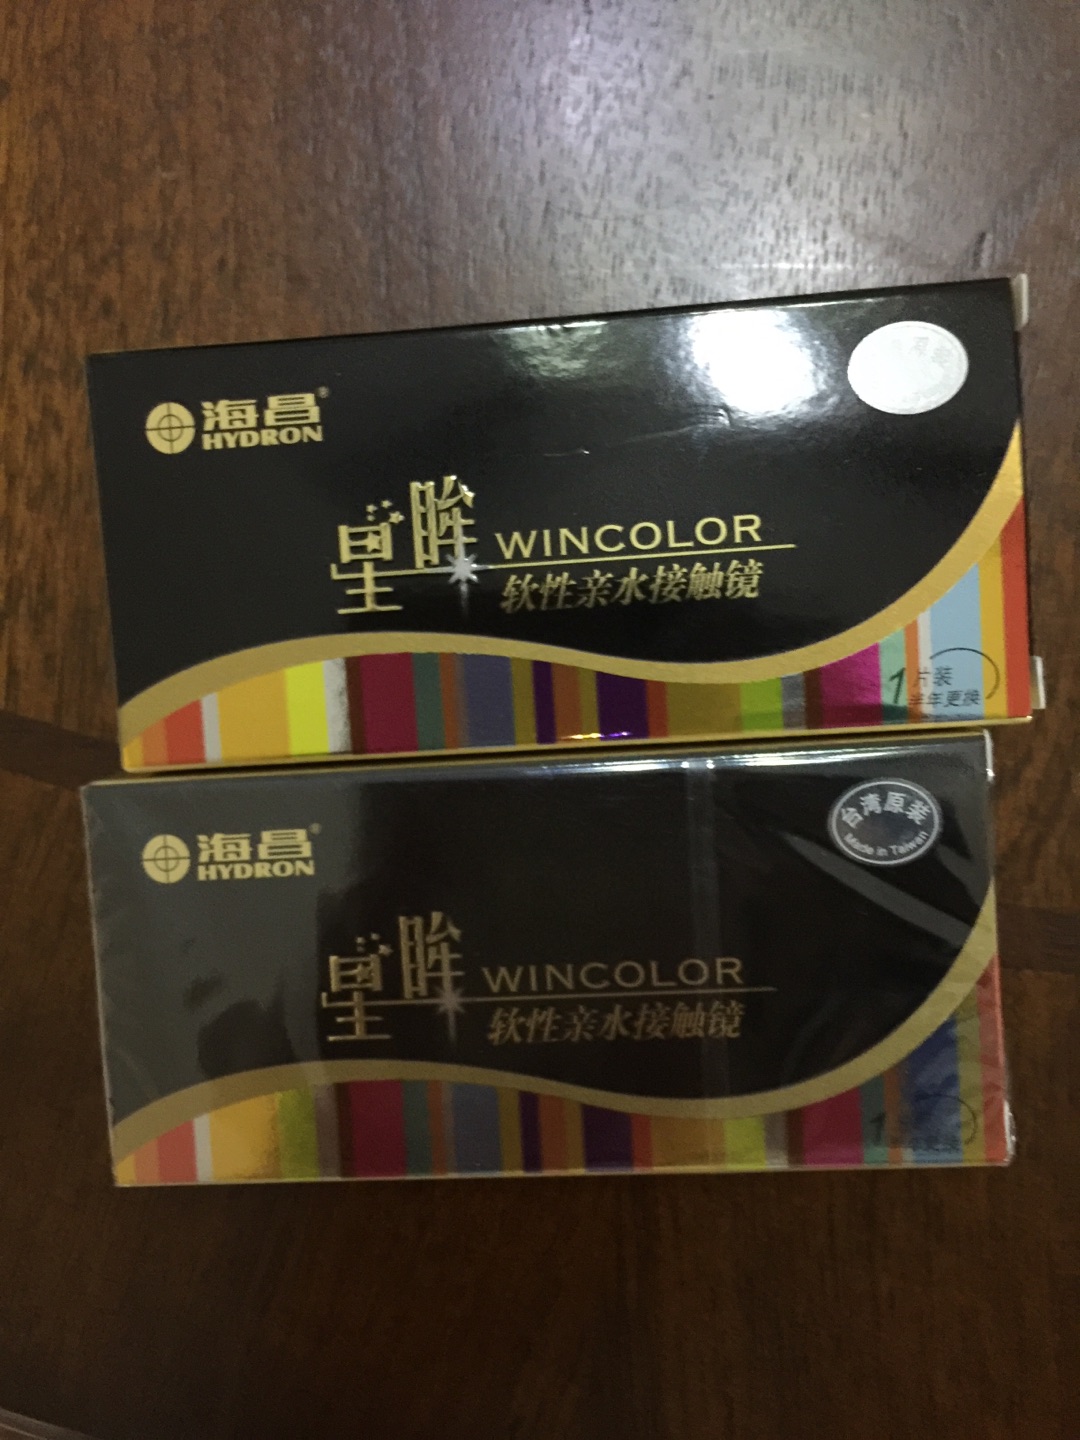 海昌®
HYDRON
星眸 WINCOLOR
软性亲水接触镜
1片装
半年更换
海昌®
HYDRON
台湾原装
Made in Taiwan
星眸 WINCOLOR
软性亲水接触镜
1